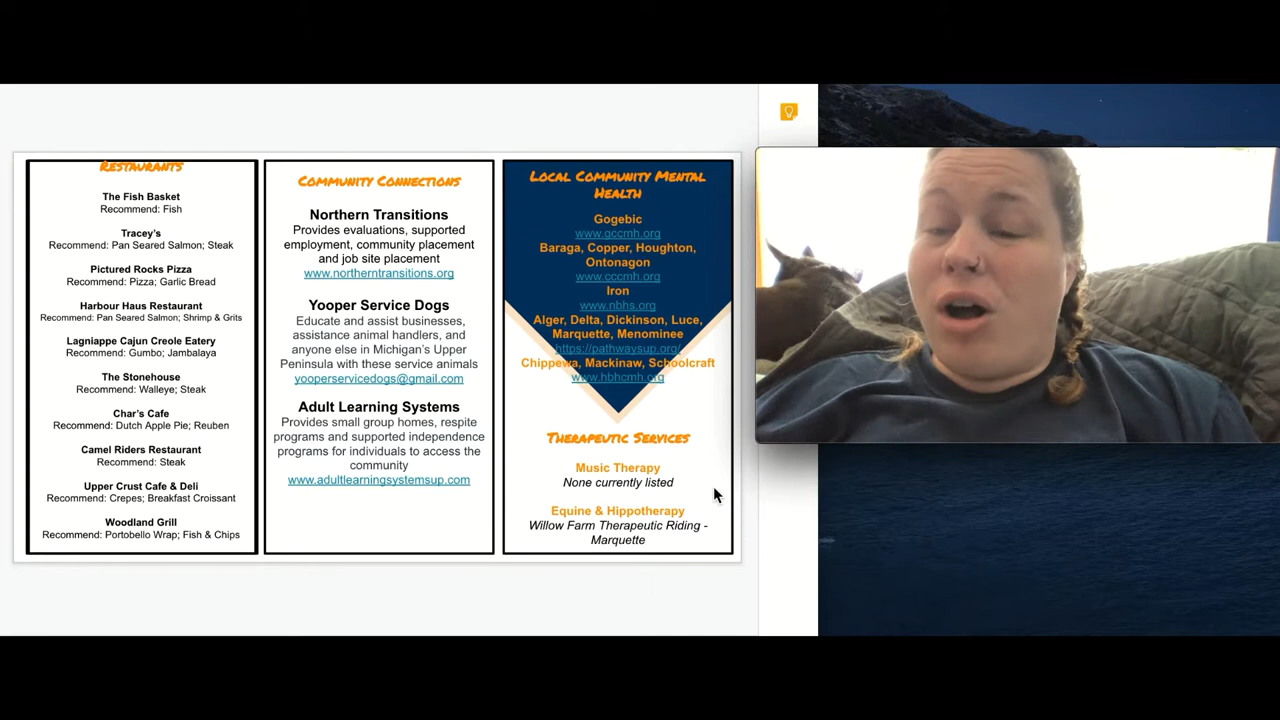 RESTAURANTS
The Fish Basket
Recommend: Fish
Tracey's
Recommend: Pan Seared Salmon; Steak
Pictured Rocks Pizza
Recommend: Pizza; Garlic Bread
Harbour Haus Restaurant
Recommend: Pan Seared Salmon; Shrimp & Grits
Lagniappe Cajun Creole Eatery
Recommend: Gumbo; Jambalaya
The Stonehouse
Recommend: Walleye; Steak
Char's Cafe
Recommend: Dutch Apple Pie; Reuben
Camel Riders Restaurant
Recommend: Steak
Upper Crust Cafe & Deli
Recommend: Crepes; Breakfast Croissant
Woodland Grill
Recommend: Portobello Wrap; Fish & Chips
COMMUNITY CONNECTIONS
Northern Transitions
Provides evaluations, supported
employment, community placement
and job site placement
www.northerntransitions.org
Yooper Service Dogs
Educate and assist businesses,
assistance animal handlers, and
anyone else in Michigan's Upper
Peninsula with these service animals
yooperservicedogs@gmail.com
Adult Learning Systems
Provides small group homes, respite
programs and supported independence
programs for individuals to access the
community
www.adultlearningsystemsup.com
LOCAL COMMUNITY MENTAL
HEALTH
Gogebic
www.gccmh.org
Baraga, Copper, Houghton,
Ontonagon
www.cccmh.org
Iron
www.nbhs.org
Alger, Delta, Dickinson, Luce,
Marquette, Menominee
https://pathwaysup.org/
Chippewa, Mackinaw, Schoolcraft
www.hbhcmh.org
THERAPEUTIC SERVICES
Music Therapy
None currently listed
Equine & Hippotherapy
Willow Farm Therapeutic Riding -
Marquette